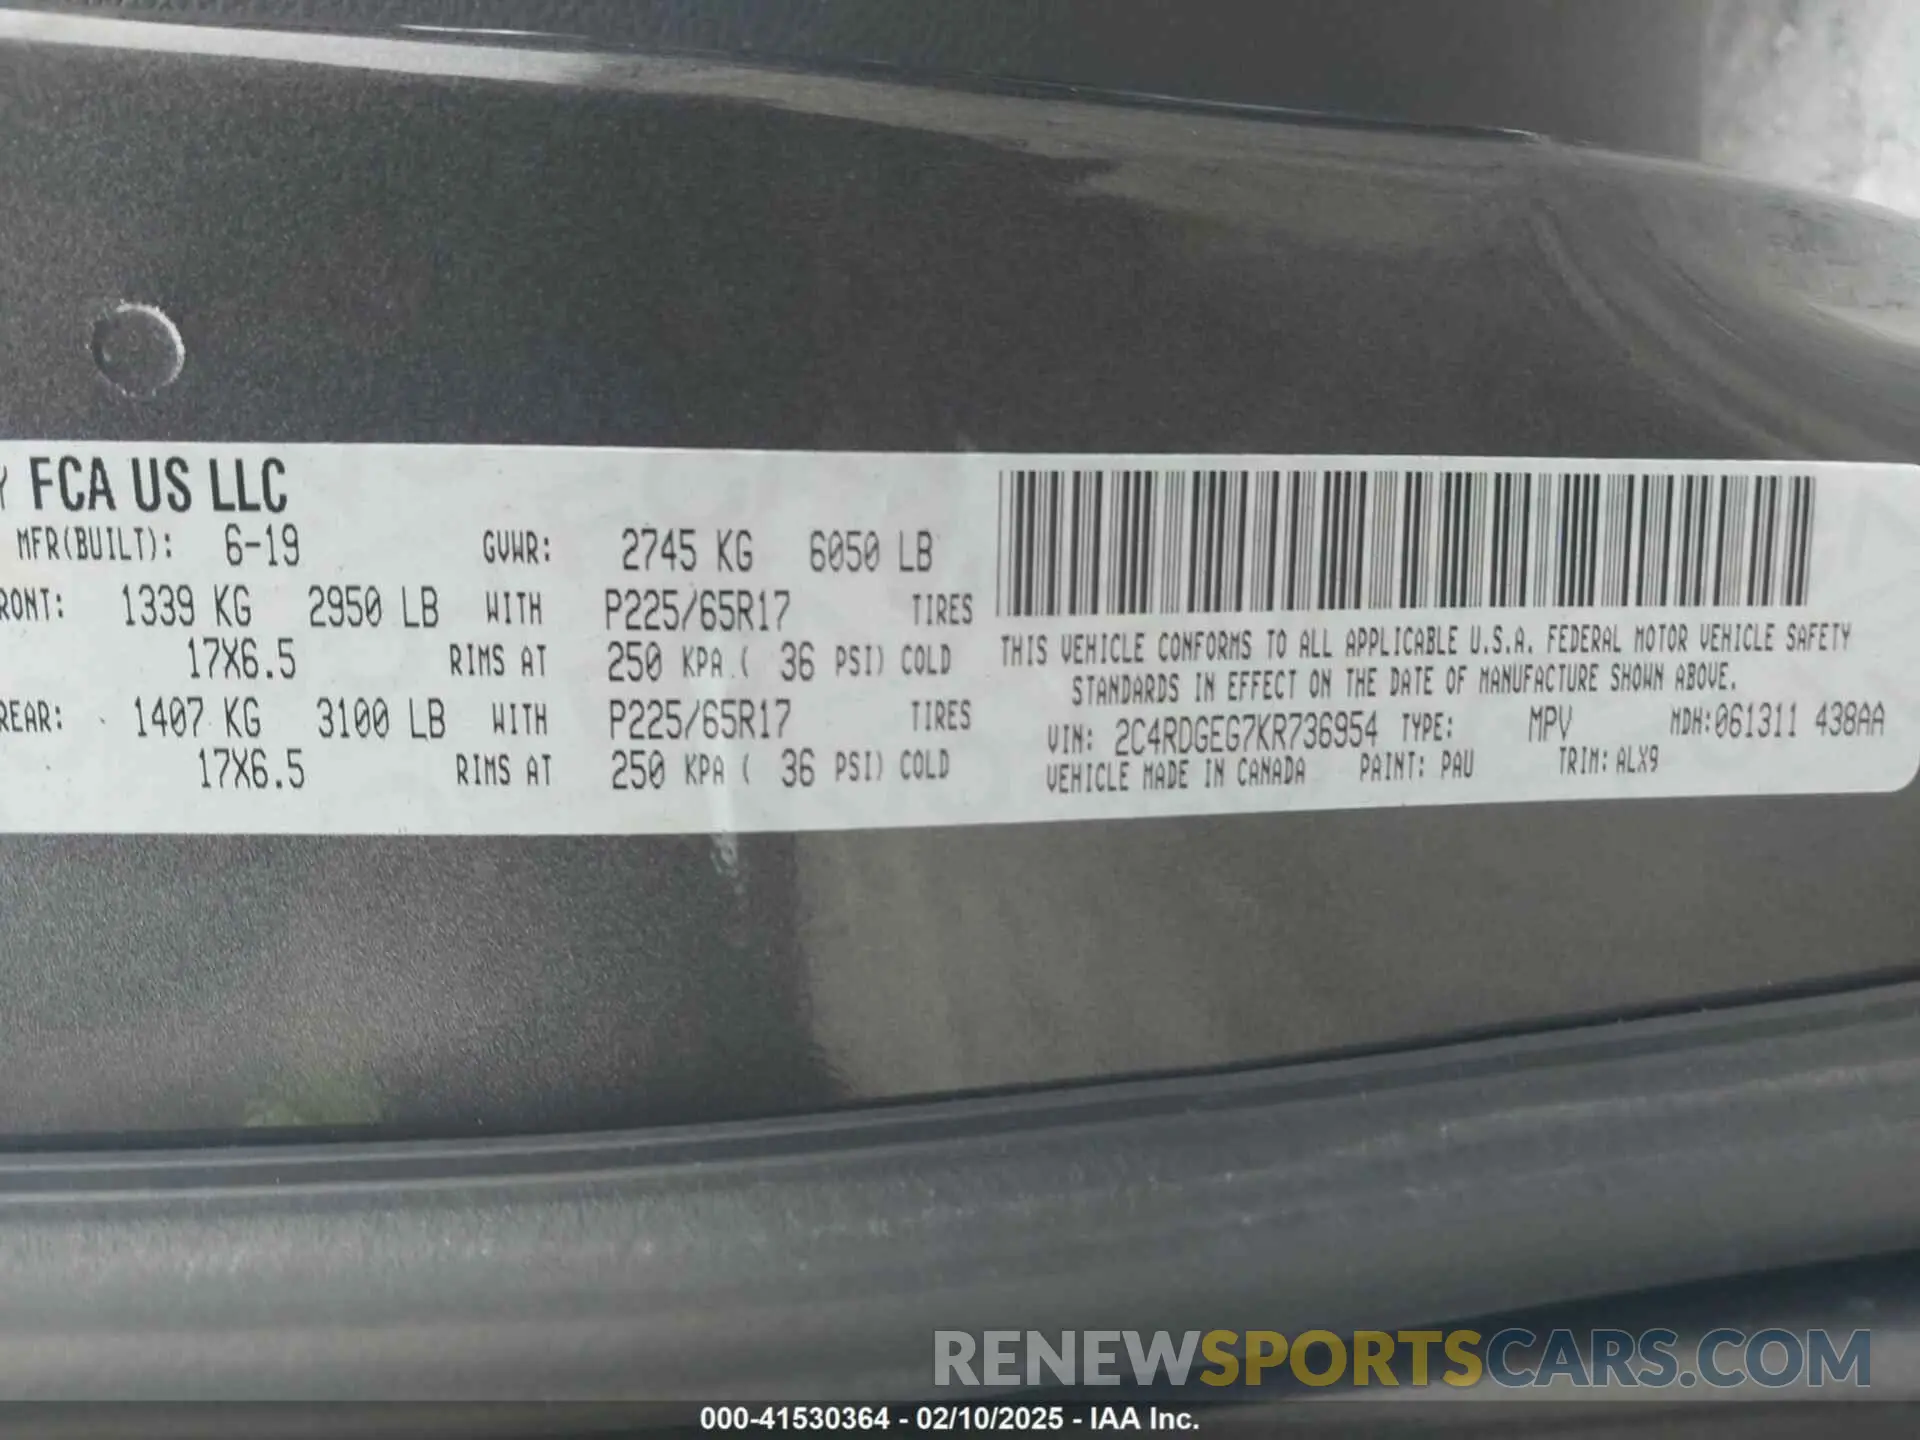 FCA US LLC
MFR(BUILT): 6-19 GVWR: 2745 KG 6050 LB
RONT: 1339 KG 2950 LB WITH P225/65R17 TIRES
17X6.5 RIMS AT 250 KPA ( 36 PSI) COLD
REAR: 1407 KG 3100 LB WITH P225/65R17 TIRES
17X6.5 RIMS AT 250 KPA ( 36 PSI) COLD
THIS VEHICLE CONFORMS TO ALL APPLICABLE U.S.A. FEDERAL MOTOR VEHICLE SAFETY
STANDARDS IN EFFECT ON THE DATE OF MANUFACTURE SHOWN ABOVE.
VIN: 2C4RDGEG7KR736954 TYPE: MPV MDH:061311 438AA
VEHICLE MADE IN CANADA PAINT: PAU TRIM: ALX9
RENEWSPORTSCARS.COM
000-41530364 - 02/10/2025 - IAA Inc.